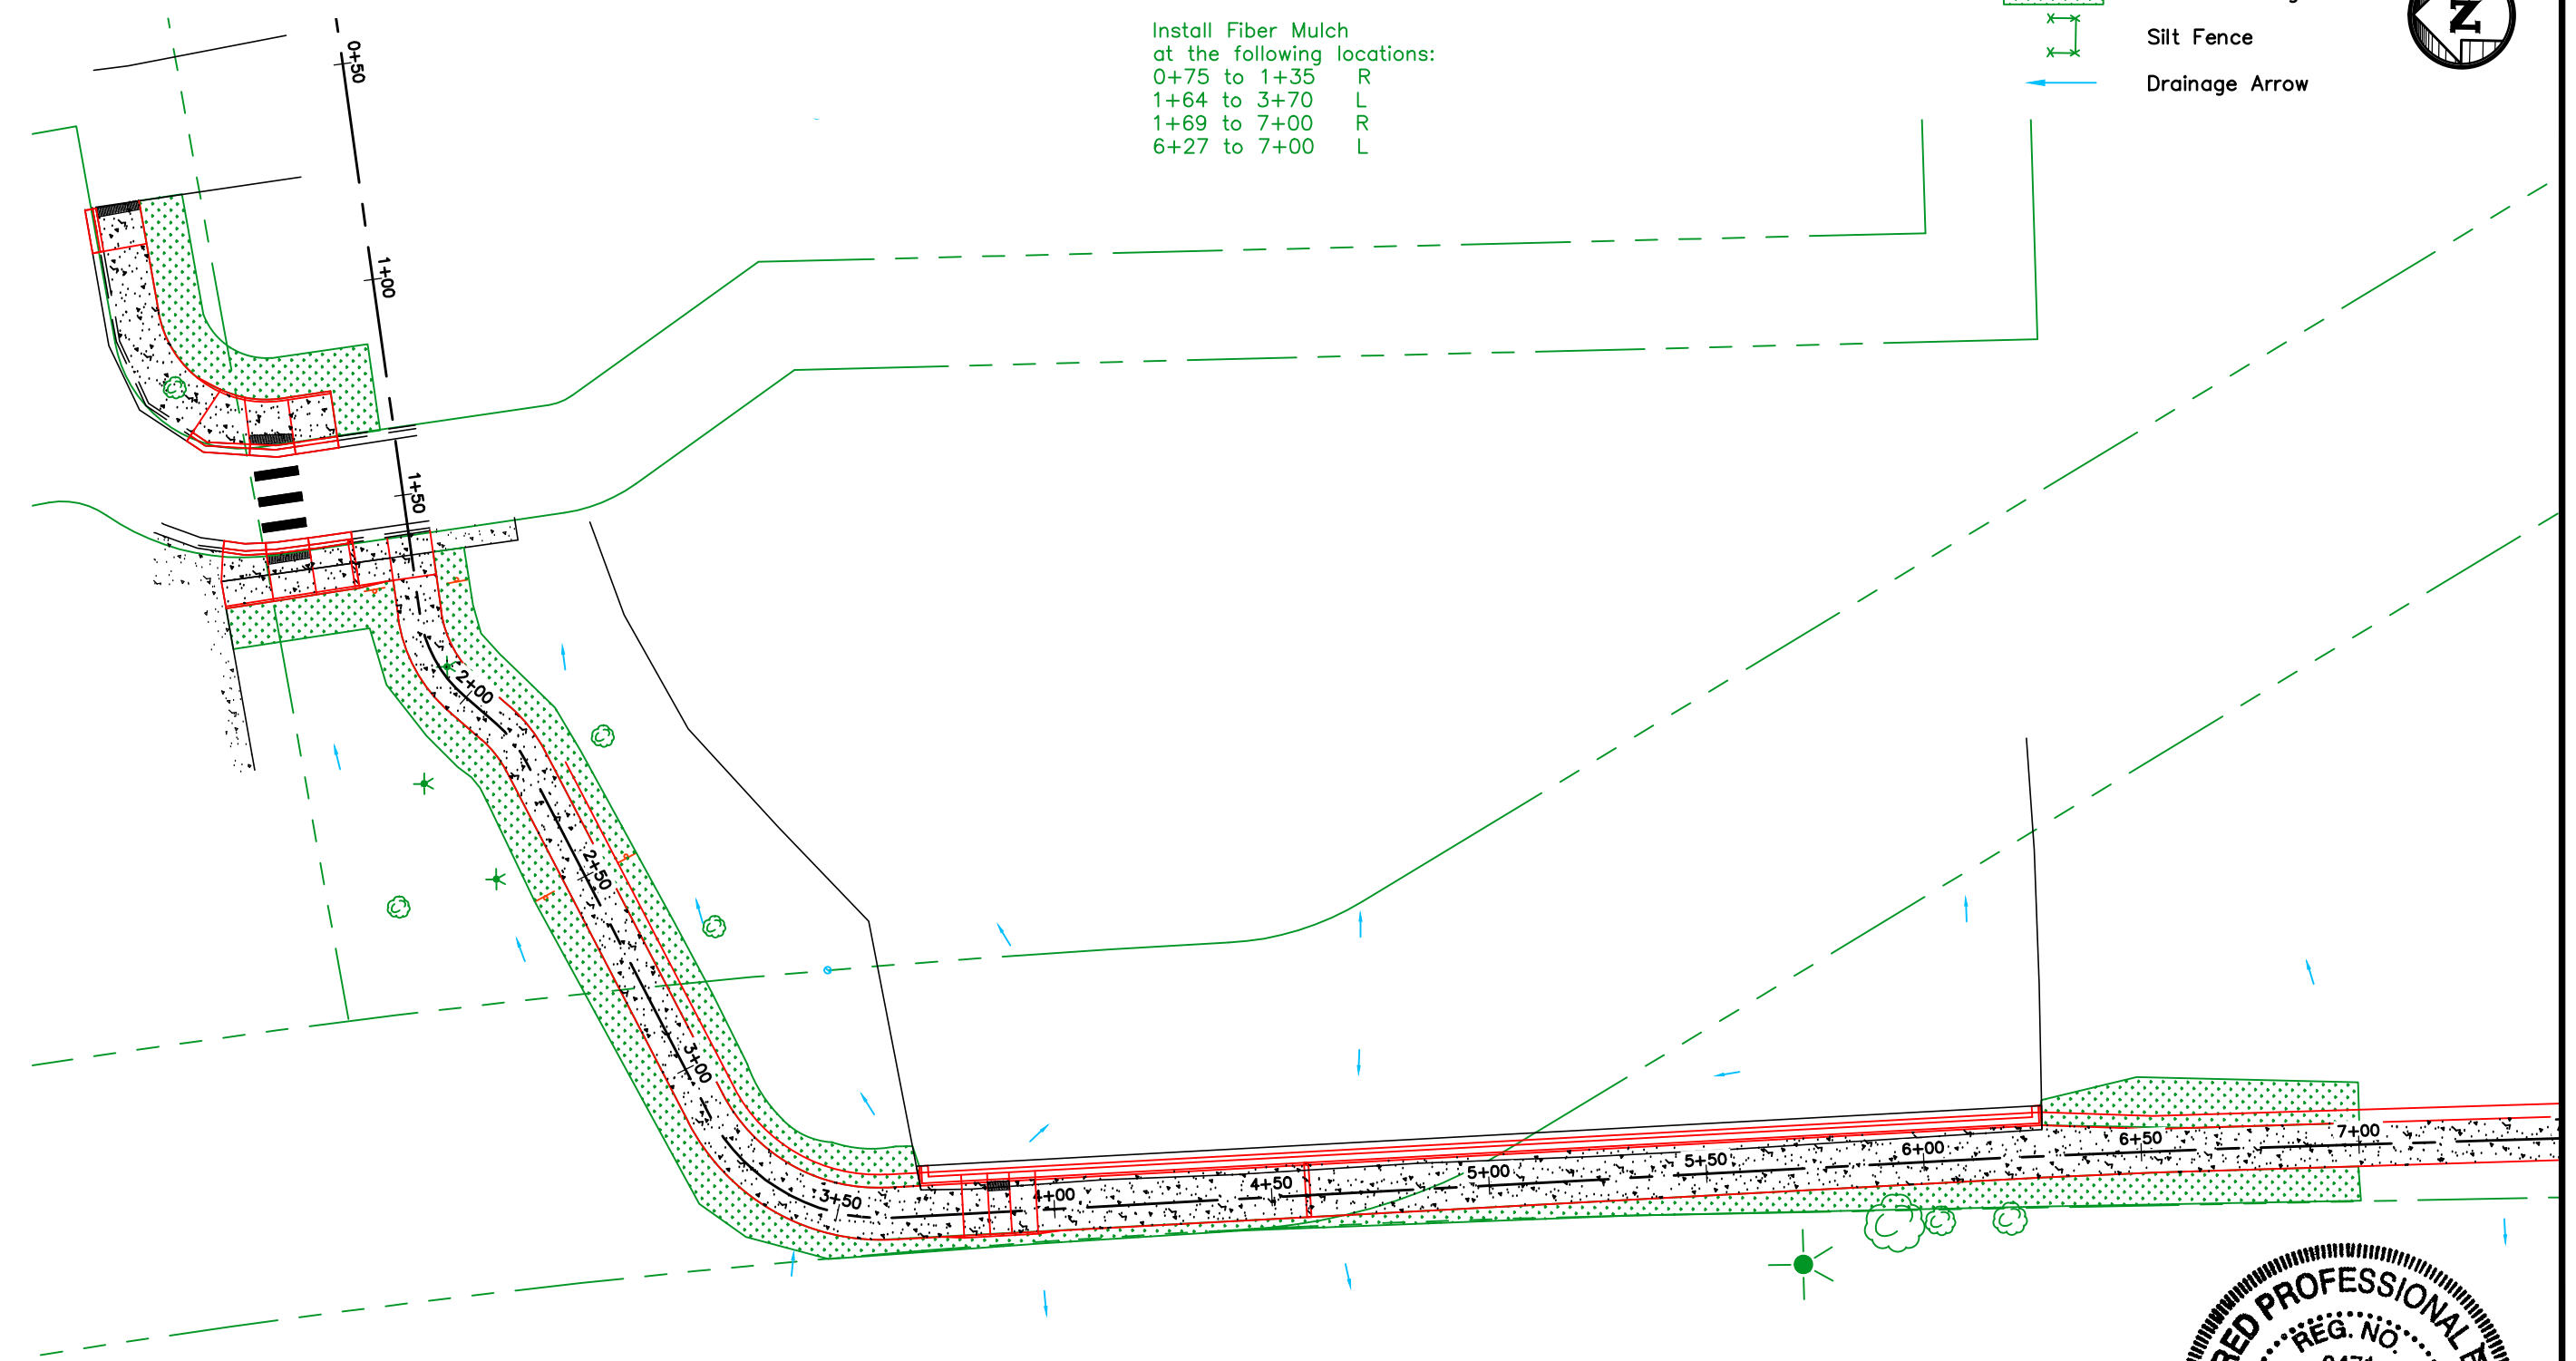 Install Fiber Mulch
at the following locations:
0+75 to 1+35 R
1+64 to 3+70 L
1+69 to 7+00 R
6+27 to 7+00 L
Silt Fence
Drainage Arrow
Z
0+50
1+00
1+50
2+00
2+50
3+00
3+50
4+00
4+50
5+00
5+50
6+00
6+50
7+00
PROFESSIONAL
REG. NO.